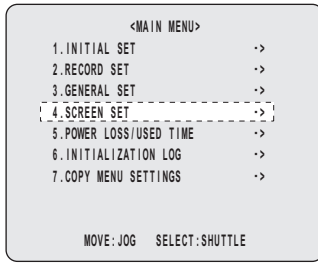 <MAIN MENU>
1.INITIAL SET ->
2.RECORD SET ->
3.GENERAL SET ->
4.SCREEN SET ->
5.POWER LOSS/USED TIME ->
6.INITIALIZATION LOG ->
7.COPY MENU SETTINGS ->
MOVE:JOG SELECT:SHUTTLE